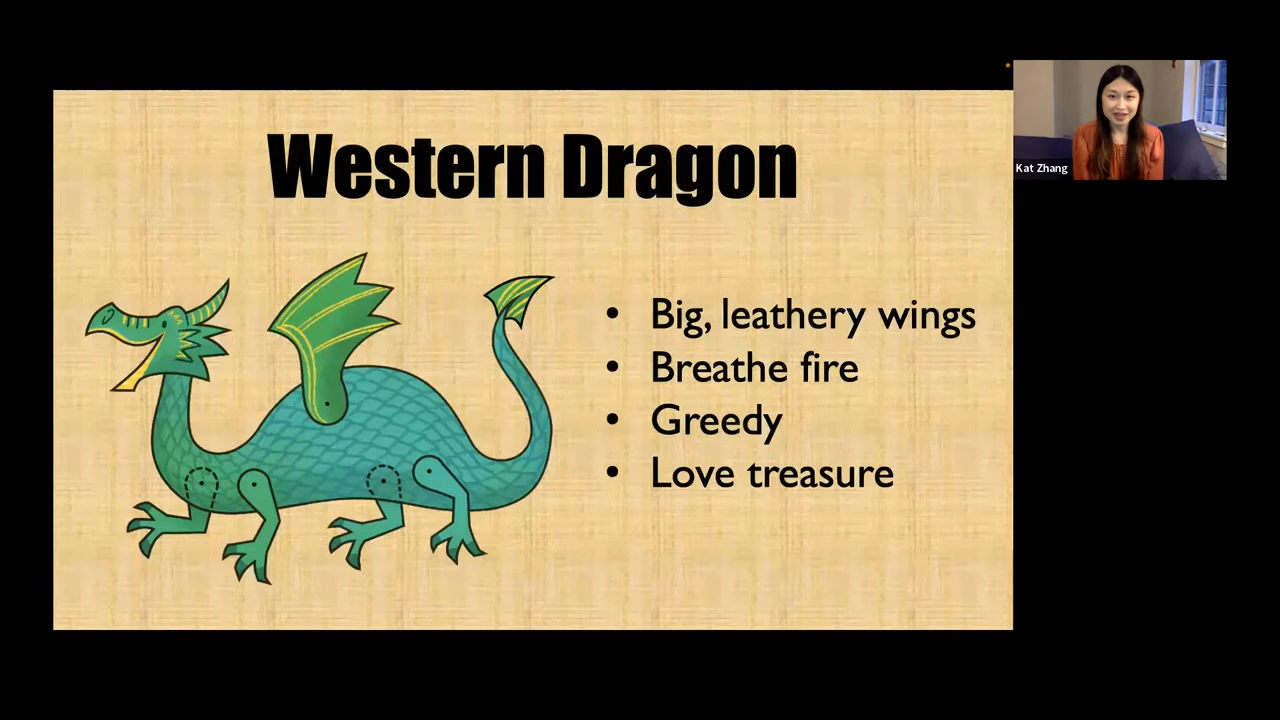 Western Dragon
• Big, leathery wings
• Breathe fire
• Greedy
• Love treasure
Kat Zhang